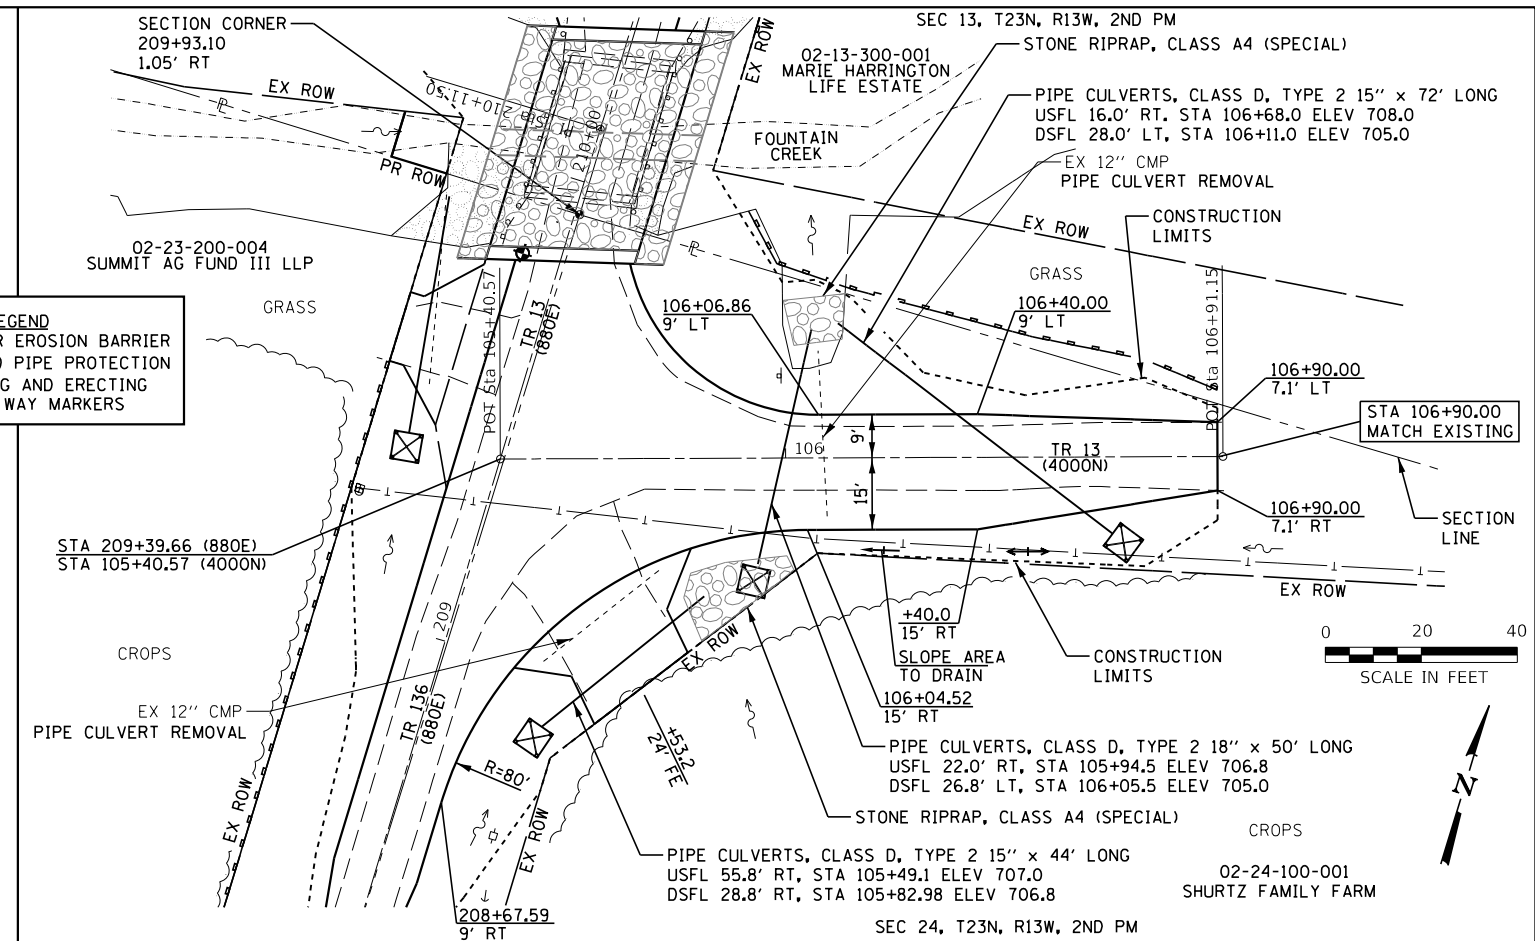 SECTION CORNER
209+93.10
1.05' RT
EX ROW
SEC 13, T23N, R13W, 2ND PM
STONE RIPRAP, CLASS A4 (SPECIAL)
EX ROW
02-13-300-001
MARIE HARRINGTON
LIFE ESTATE
PIPE CULVERTS, CLASS D, TYPE 2 15'' x 72' LONG
USFL 16.0' RT. STA 106+68.0 ELEV 708.0
DSFL 28.0' LT, STA 106+11.0 ELEV 705.0
FOUNTAIN
CREEK
EX 12'' CMP
PIPE CULVERT REMOVAL
210+00
PR ROW
EX ROW
CONSTRUCTION
LIMITS
02-23-200-004
SUMMIT AG FUND III LLP
GRASS
GRASS
EGEND
R EROSION BARRIER
PIPE PROTECTION
G AND ERECTING
WAY MARKERS
POT Sta 105+40.57
TR 13
(880E)
106+06.86
9' LT
106+40.00
9' LT
POT Sta 106+91.15
106+90.00
7.1' LT
STA 106+90.00
MATCH EXISTING
106
9'
15'
TR 13
(4000N)
106+90.00
7.1' RT
SECTION
LINE
STA 209+39.66 (880E)
STA 105+40.57 (4000N)
EX ROW
209
CROPS
+40.0
15' RT
SLOPE AREA
TO DRAIN
CONSTRUCTION
LIMITS
0 20 40
SCALE IN FEET
EX ROW
EX 12'' CMP
PIPE CULVERT REMOVAL
TR 136
(880E)
106+04.52
15' RT
+53.2
24' FE
R=80'
N
PIPE CULVERTS, CLASS D, TYPE 2 18'' x 50' LONG
USFL 22.0' RT, STA 105+94.5 ELEV 706.8
DSFL 26.8' LT, STA 106+05.5 ELEV 705.0
EX ROW
EX ROW
STONE RIPRAP, CLASS A4 (SPECIAL)
CROPS
PIPE CULVERTS, CLASS D, TYPE 2 15'' x 44' LONG
USFL 55.8' RT, STA 105+49.1 ELEV 707.0
DSFL 28.8' RT, STA 105+82.98 ELEV 706.8
02-24-100-001
SHURTZ FAMILY FARM
208+67.59
9' RT
SEC 24, T23N, R13W, 2ND PM